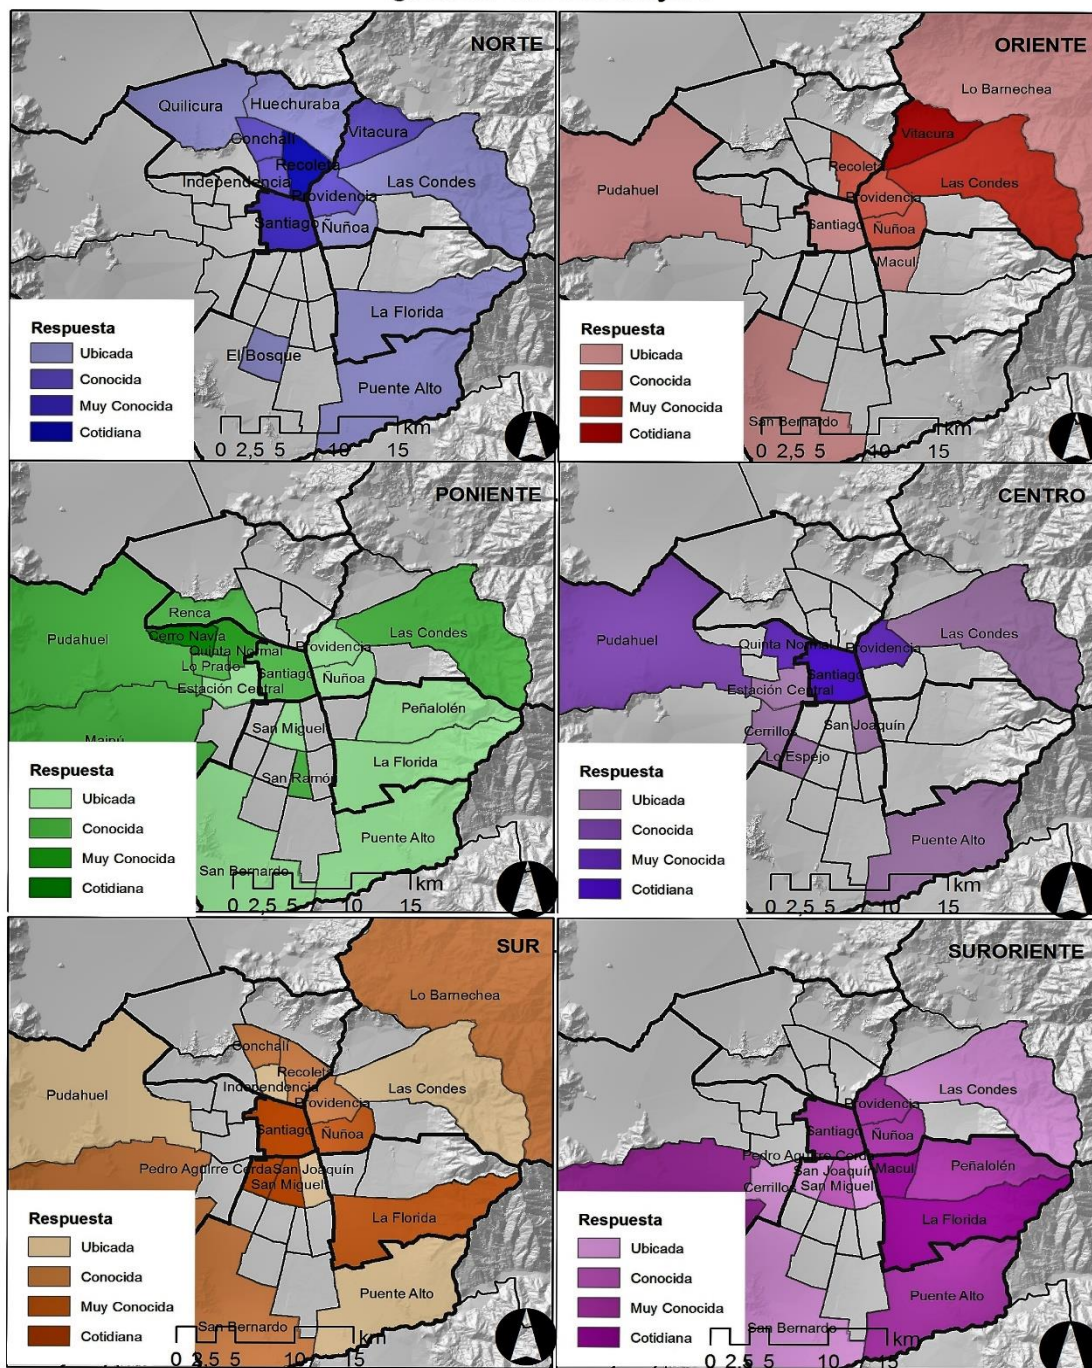 NORTE
Quilicura
Huechuraba
Conchalí
Vitacura
Recoleta
Independencia
Las Condes
Providencia
Santiago
Ñuñoa
La Florida
El Bosque
Puente Alto
Respuesta
Ubicada
Conocida
Muy Conocida
Cotidiana
km
0 2,5 5 10 15
ORIENTE
Lo Barnechea
Vitacura
Recoleta
Pudahuel
Las Condes
Providencia
Santiago
Ñuñoa
Macul
San Bernardo
Respuesta
Ubicada
Conocida
Muy Conocida
Cotidiana
km
0 2,5 5 10 15
PONIENTE
Renca
Pudahuel
Cerro Navia
Las Condes
Quinta Normal
Providencia
Lo Prado
Santiago
Ñuñoa
Estación Central
Peñalolén
San Miguel
Maipú
La Florida
San Ramón
Puente Alto
San Bernardo
Respuesta
Ubicada
Conocida
Muy Conocida
Cotidiana
km
0 2,5 5 10 15
CENTRO
Pudahuel
Las Condes
Quinta Normal
Providencia
Santiago
Estación Central
San Joaquín
Cerrillos
Lo Espejo
Puente Alto
Respuesta
Ubicada
Conocida
Muy Conocida
Cotidiana
km
0 2,5 5 10 15
SUR
Lo Barnechea
Conchalí
Recoleta
Independencia
Pudahuel
Las Condes
Providencia
Santiago
Ñuñoa
Pedro Aguirre Cerda
San Joaquín
San Miguel
La Florida
Puente Alto
San Bernardo
Respuesta
Ubicada
Conocida
Muy Conocida
Cotidiana
km
0 2,5 5 10 15
SURORIENTE
Las Condes
Providencia
Santiago
Ñuñoa
Pedro Aguirre Cerda
San Joaquín
Macul
Peñalolén
Cerrillos
San Miguel
La Florida
Puente Alto
San Bernardo
Respuesta
Ubicada
Conocida
Muy Conocida
Cotidiana
km
0 2,5 5 10 15